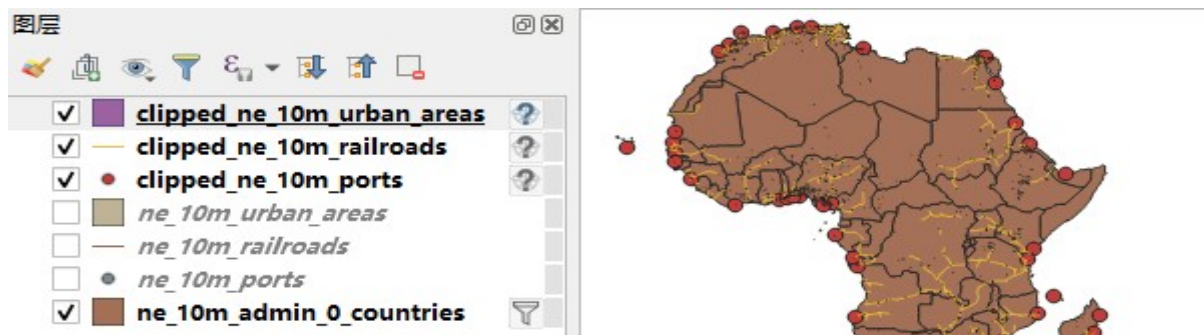 图层
clipped_ne_10m_urban_areas
clipped_ne_10m_railroads
clipped_ne_10m_ports
ne_10m_urban_areas
ne_10m_railroads
ne_10m_ports
ne_10m_admin_0_countries